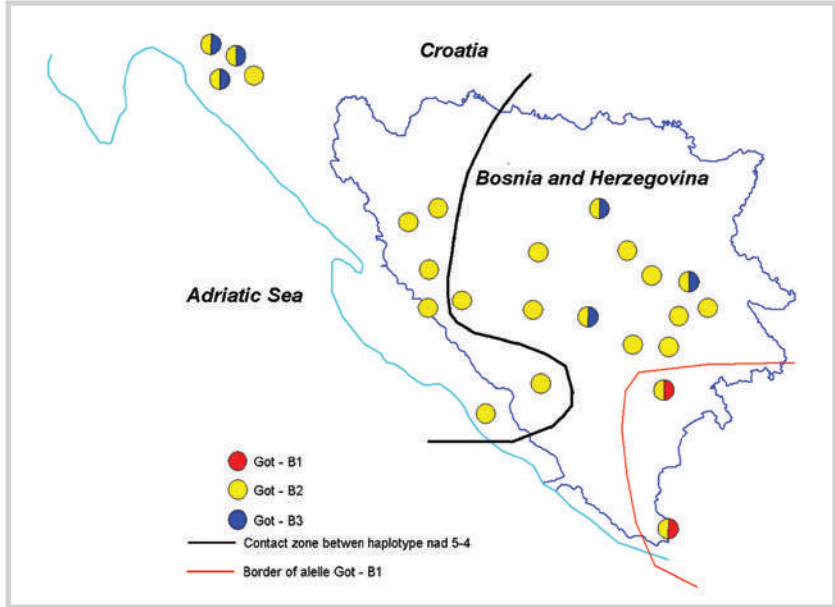 Croatia
Bosnia and Herzegovina
Adriatic Sea
Got - B1
Got - B2
Got - B3
Contact zone betwen haplotype nad 5-4
Border of alelle Got - B1